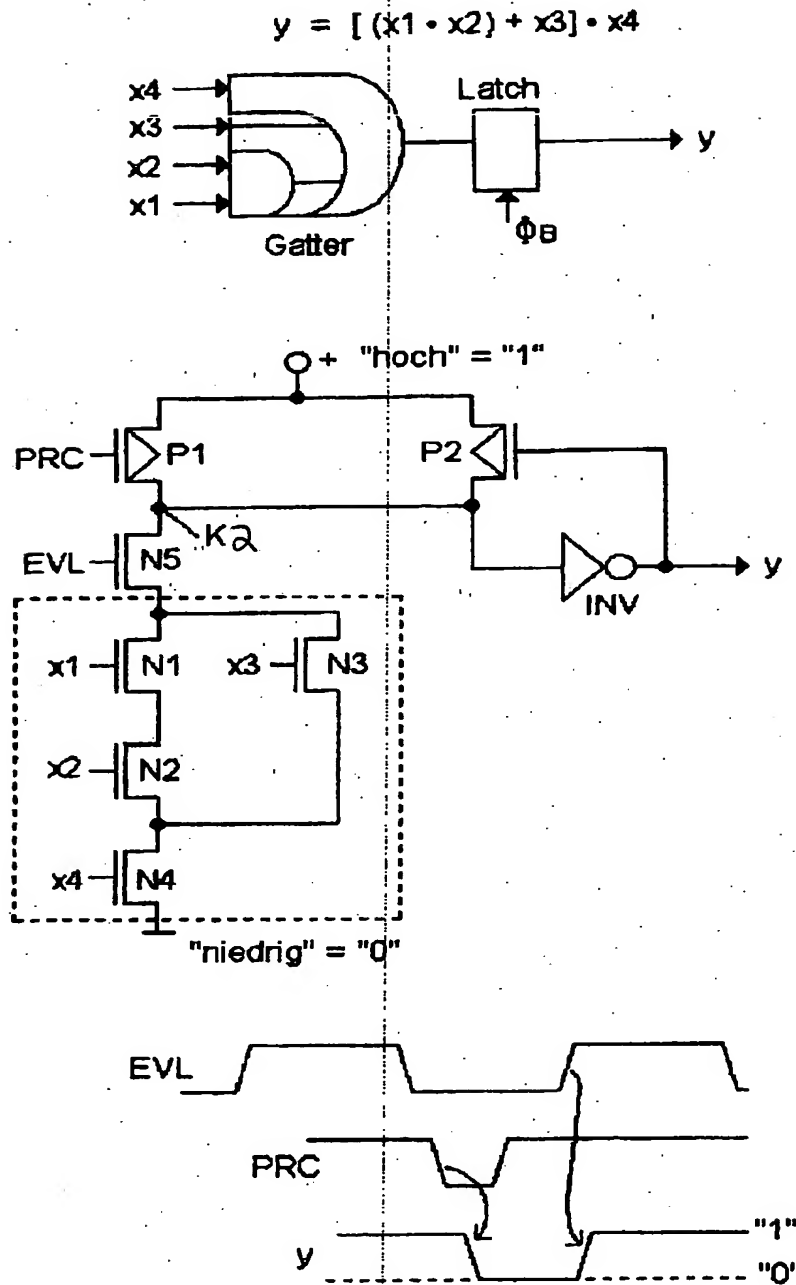 y = [ (x1 • x2) + x3] • x4
x4
x3
x2
x1
Gatter
Latch
ΦB
y
+ "hoch" = "1"
PRC
P1
P2
K2
EVL
N5
INV
y
x1
N1
x3
N3
x2
N2
x4
N4
"niedrig" = "0"
EVL
PRC
y
"1"
"0'